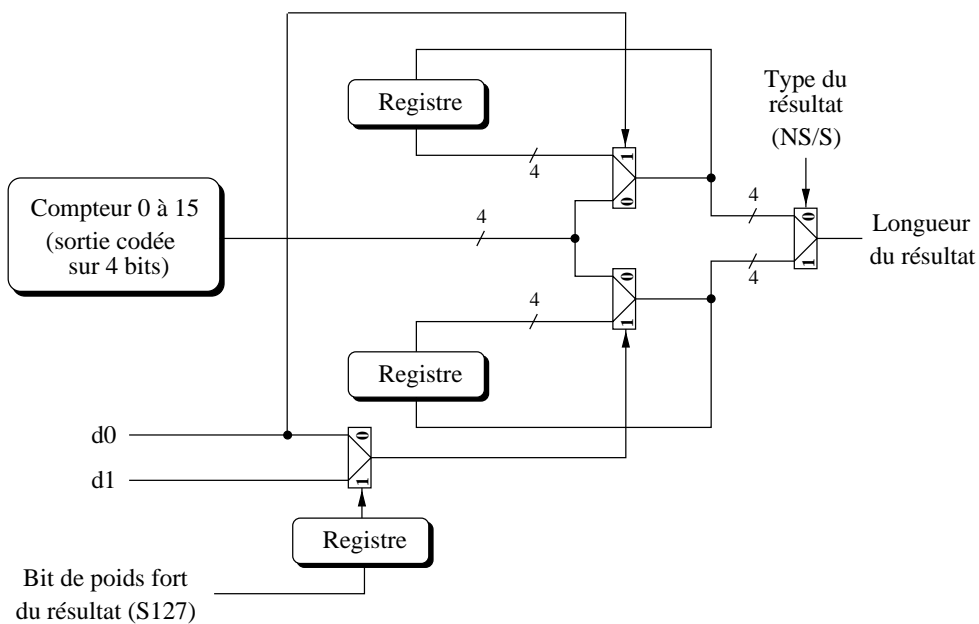 Registre
Type du
résultat
(NS/S)
4
1
0
4
0
1
4
Compteur 0 à 15
(sortie codée
sur 4 bits)
4
Longueur
du résultat
4
0
1
4
Registre
d0
d1
0
1
Registre
Bit de poids fort
du résultat (S127)